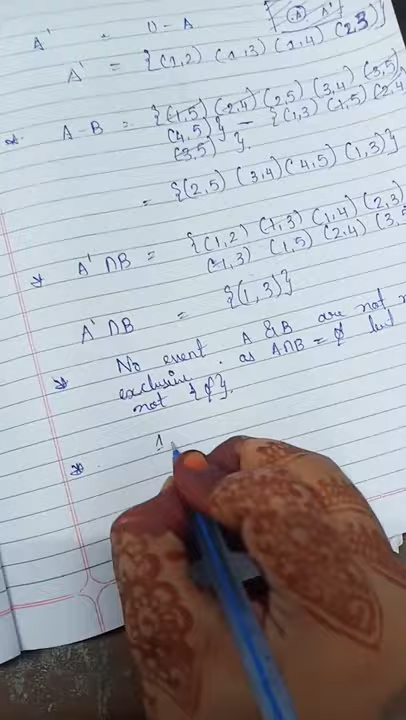 A' = U - A
A A'
A' = {(1,2) (1,3) (1,4) (2,3)}
* A-B = {(1,5) (2,4) (2,5) (3,4) (3,5)
(4,5)} - {(1,3) (1,5) (2,4
(3,5) }.
= {(2,5) (3,4) (4,5) (1,3)}
* A'∩B = {(1,2) (1,3) (1,4) (2,3)
(1,3) (1,5) (2,4) (3,5
A'∩B = {(1,3)}
* No event. A & B are not
exclusive. as A∩B = ϕ but
not {ϕ}.
* 1